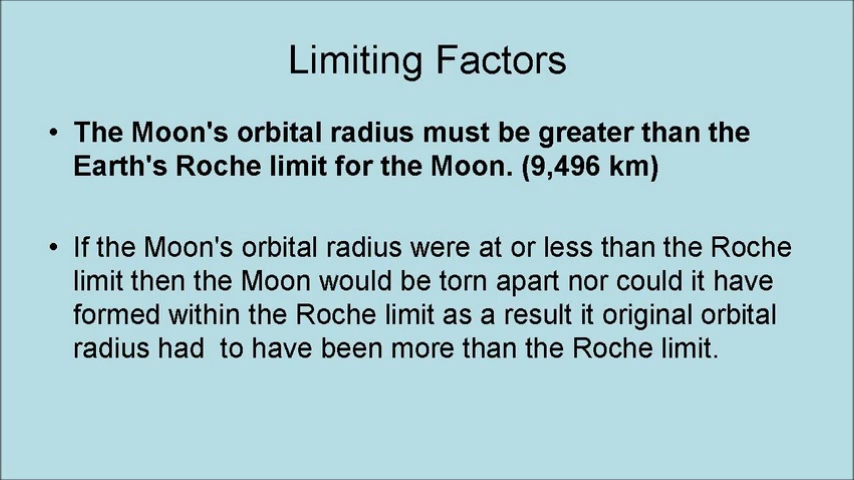 Limiting Factors
• The Moon's orbital radius must be greater than the
Earth's Roche limit for the Moon. (9,496 km)
• If the Moon's orbital radius were at or less than the Roche
limit then the Moon would be torn apart nor could it have
formed within the Roche limit as a result it original orbital
radius had  to have been more than the Roche limit.